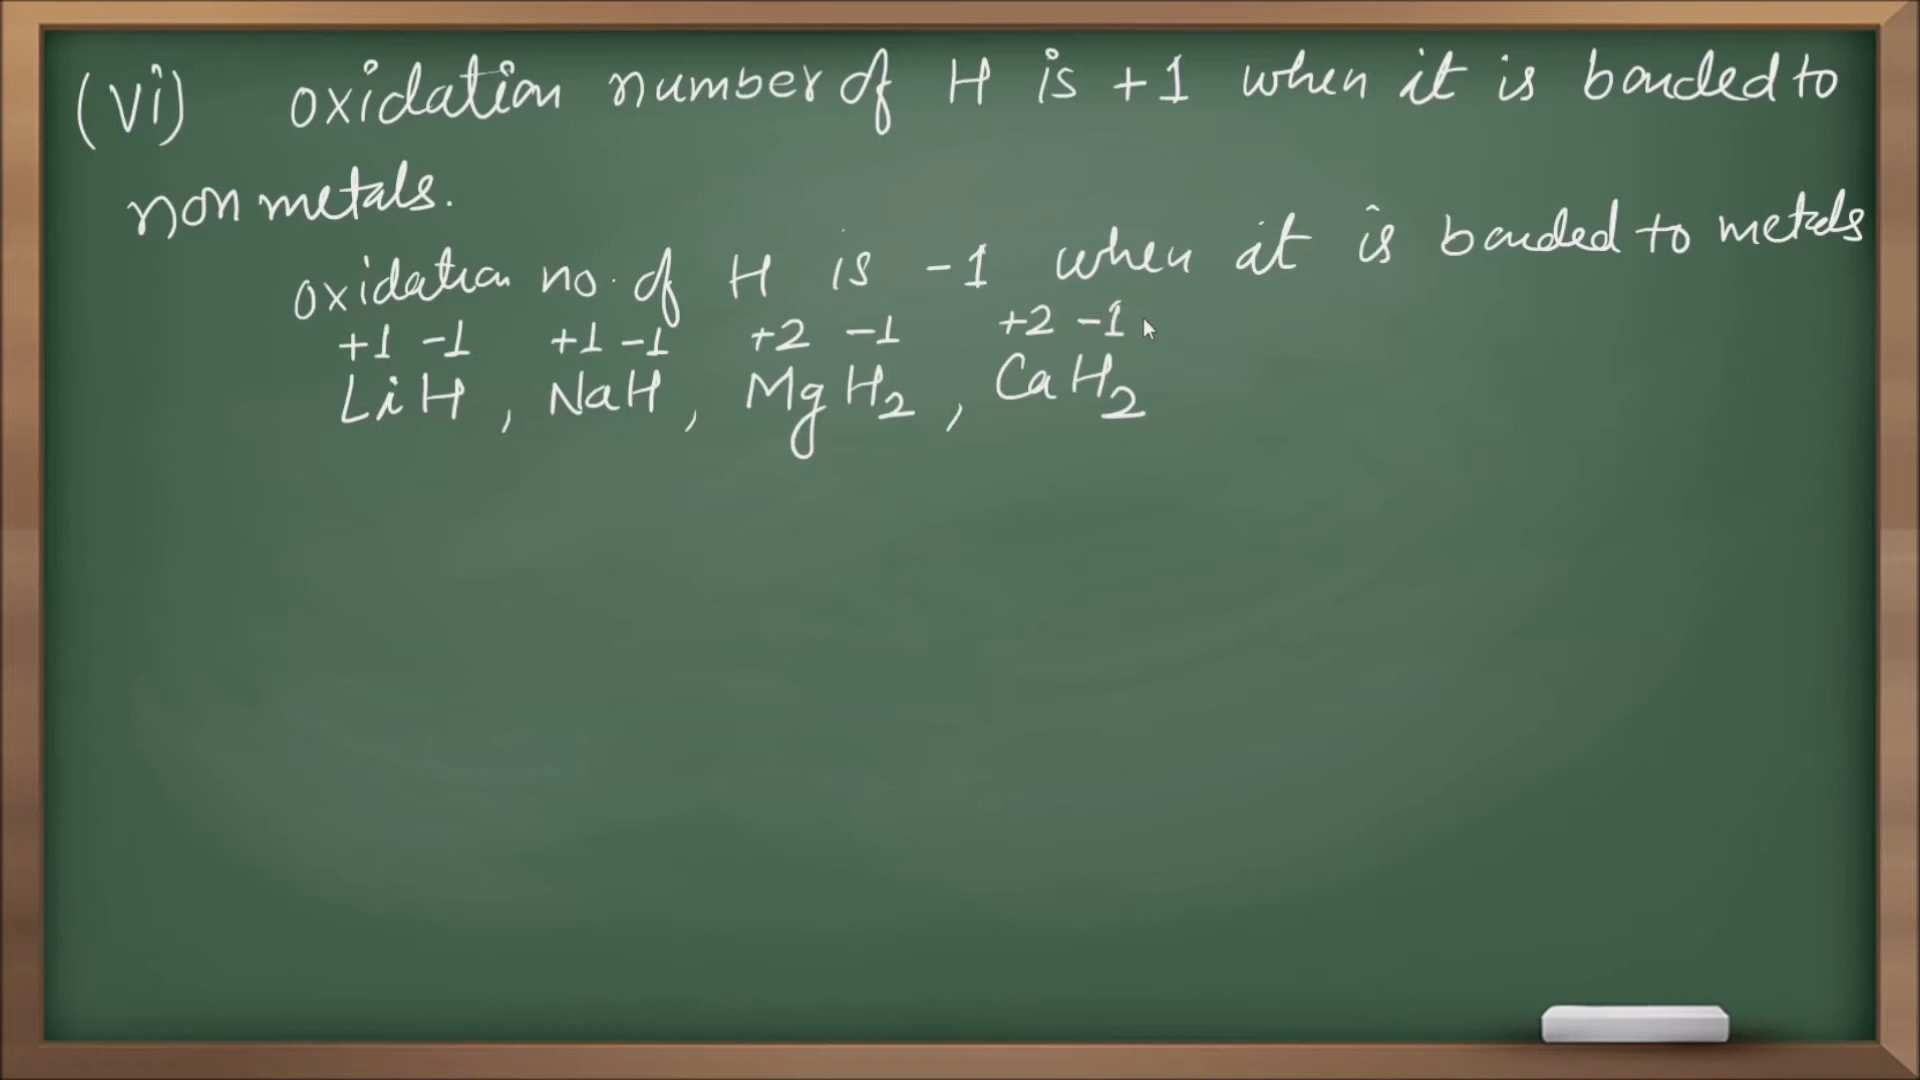 (vi) oxidation number of H is +1 when it is bonded to
non metals.
oxidation no. of H is -1 when it is bonded to metals
+1 -1 +1 -1 +2 -1 +2 -1
LiH, NaH, MgH2, CaH2